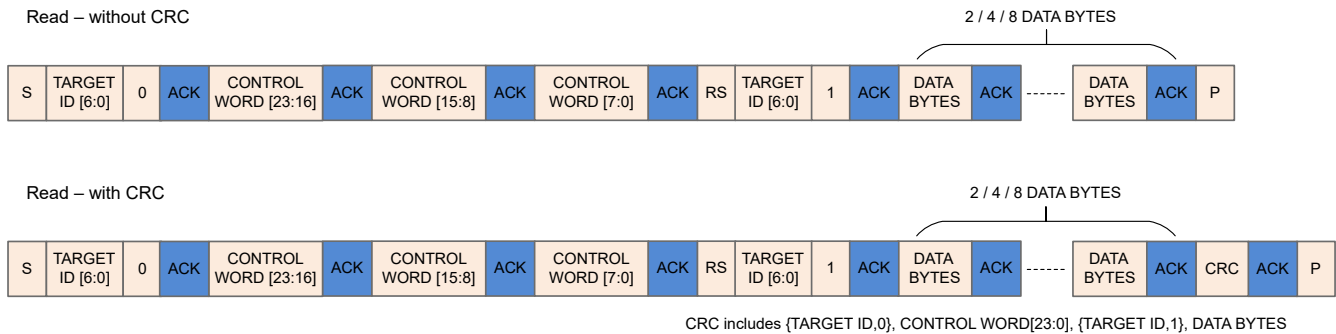 Read – without CRC
2 / 4 / 8 DATA BYTES
S TARGET ID [6:0] 0 ACK CONTROL WORD [23:16] ACK CONTROL WORD [15:8] ACK CONTROL WORD [7:0] ACK RS TARGET ID [6:0] 1 ACK DATA BYTES ACK ------ DATA BYTES ACK P
Read – with CRC
2 / 4 / 8 DATA BYTES
S TARGET ID [6:0] 0 ACK CONTROL WORD [23:16] ACK CONTROL WORD [15:8] ACK CONTROL WORD [7:0] ACK RS TARGET ID [6:0] 1 ACK DATA BYTES ACK ------ DATA BYTES ACK CRC ACK P
CRC includes {TARGET ID,0}, CONTROL WORD[23:0], {TARGET ID,1}, DATA BYTES